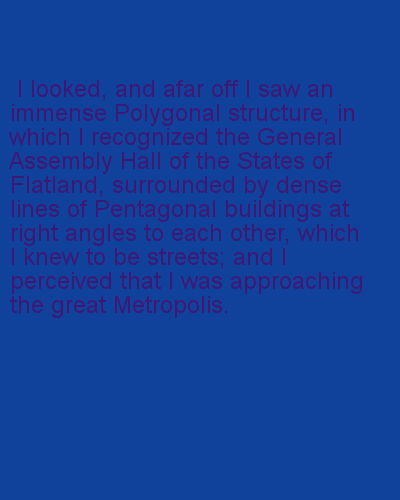 I looked, and afar off I saw an
immense Polygonal structure, in
which I recognized the General
Assembly Hall of the States of
Flatland, surrounded by dense
lines of Pentagonal buildings at
right angles to each other, which
I knew to be streets; and I
perceived that I was approaching
the great Metropolis.